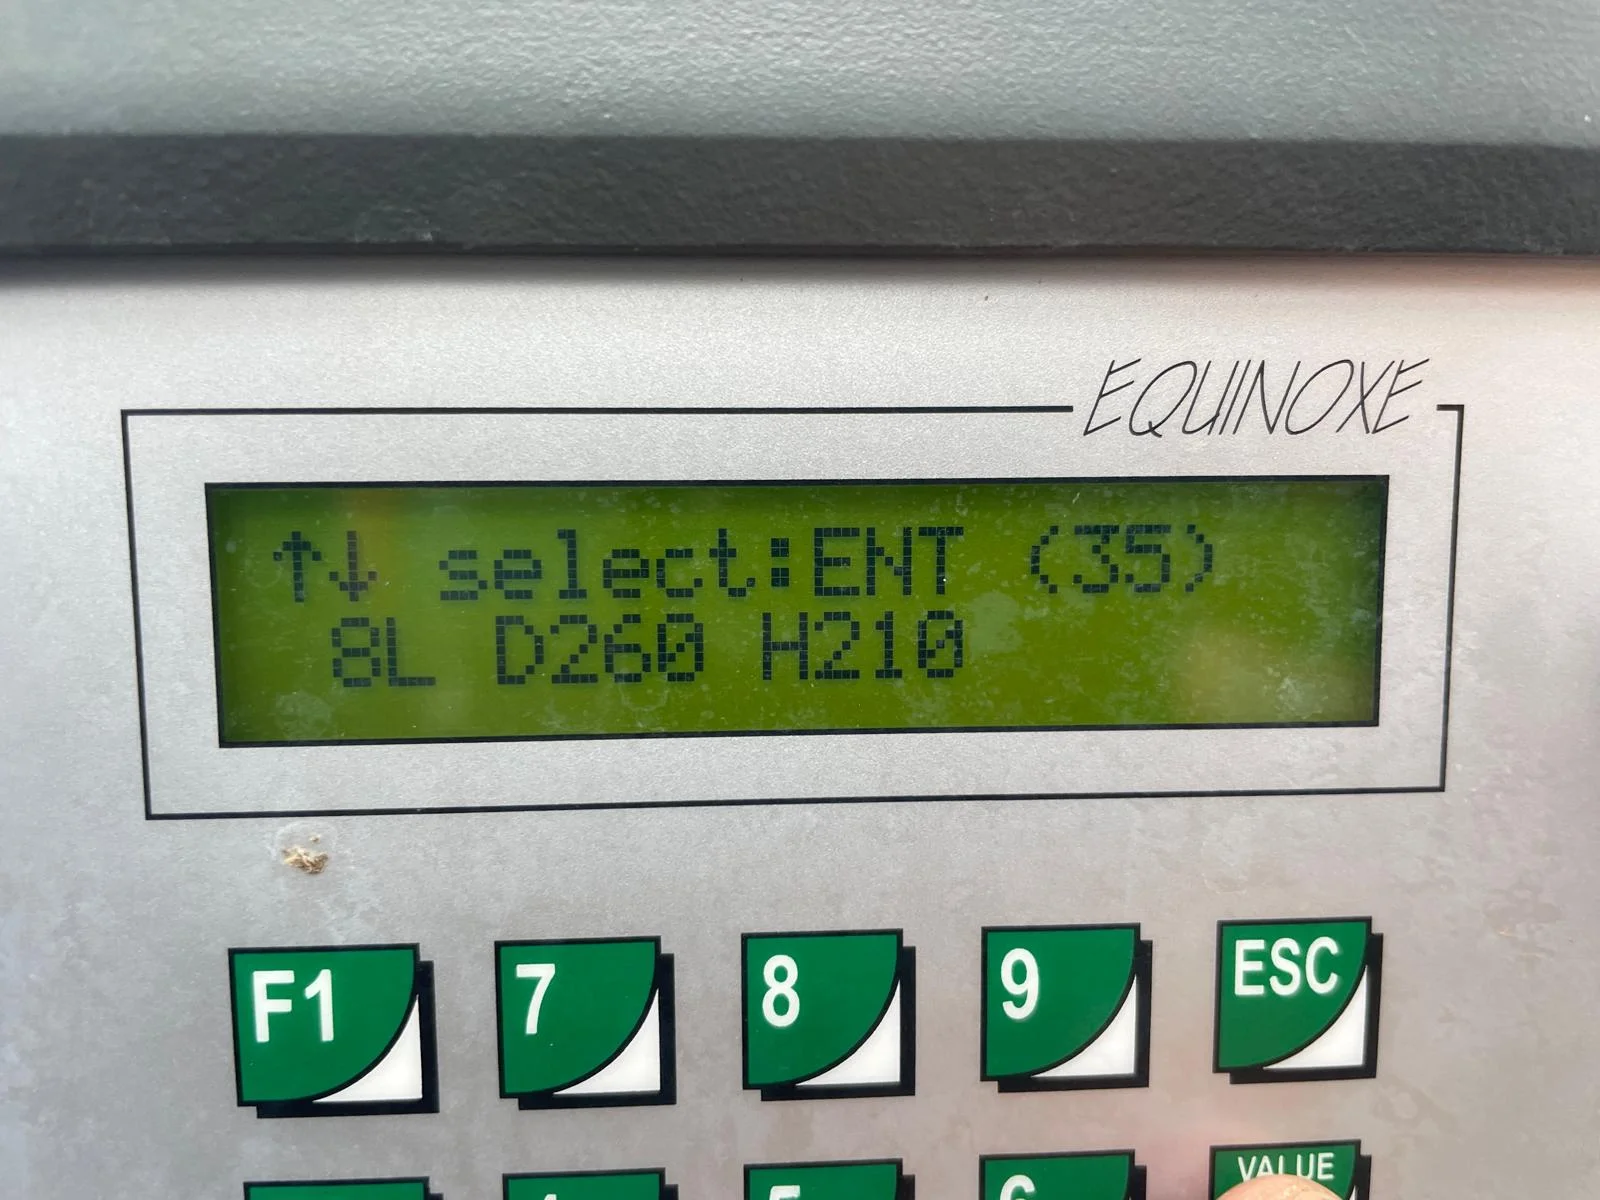 EQUINOXE
↑↓ select:ENT (35)
8L D260 H210
F1 7 8 9 ESC
VALUE